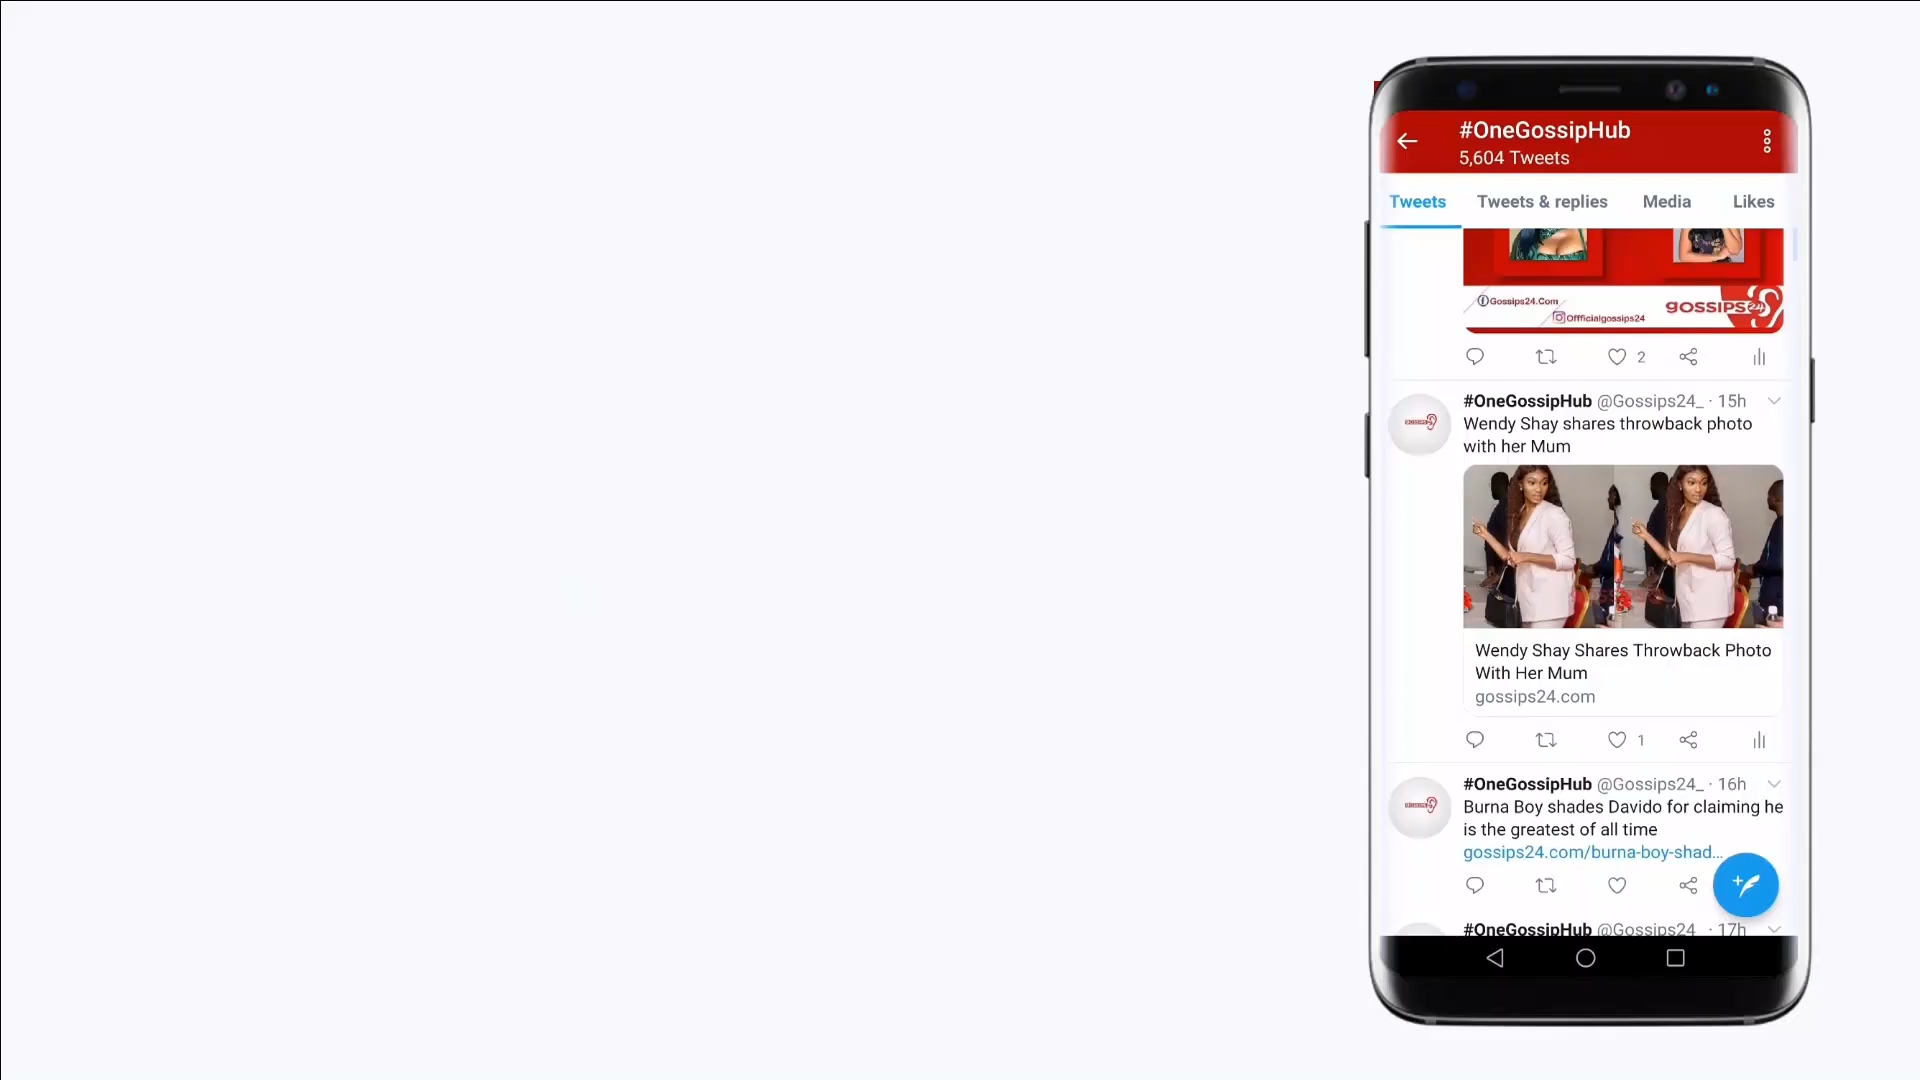 #OneGossipHub
5,604 Tweets
Tweets Tweets & replies Media Likes
Gossips24.Com
Offficialgossips24
gossips24
2
#OneGossipHub @Gossips24_ · 15h
Wendy Shay shares throwback photo
with her Mum
Wendy Shay Shares Throwback Photo
With Her Mum
gossips24.com
1
#OneGossipHub @Gossips24_ · 16h
Burna Boy shades Davido for claiming he
is the greatest of all time
gossips24.com/burna-boy-shad...
#OneGossipHub @Gossips24_ · 17h